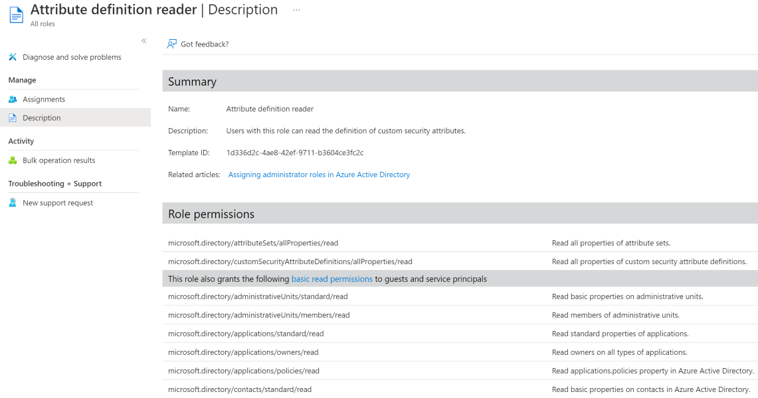 Attribute definition reader | Description ...
All roles
«
Diagnose and solve problems
Manage
Assignments
Description
Activity
Bulk operation results
Troubleshooting + Support
New support request
Got feedback?
Summary
Name: Attribute definition reader
Description: Users with this role can read the definition of custom security attributes.
Template ID: 1d336d2c-4ae8-42ef-9711-b3604ce3fc2c
Related articles: Assigning administrator roles in Azure Active Directory
Role permissions
microsoft.directory/attributeSets/allProperties/read Read all properties of attribute sets.
microsoft.directory/customSecurityAttributeDefinitions/allProperties/read Read all properties of custom security attribute definitions.
This role also grants the following basic read permissions to guests and service principals
microsoft.directory/administrativeUnits/standard/read Read basic properties on administrative units.
microsoft.directory/administrativeUnits/members/read Read members of administrative units.
microsoft.directory/applications/standard/read Read standard properties of applications.
microsoft.directory/applications/owners/read Read owners on all types of applications.
microsoft.directory/applications/policies/read Read applications.policies property in Azure Active Directory.
microsoft.directory/contacts/standard/read Read basic properties on contacts in Azure Active Directory.